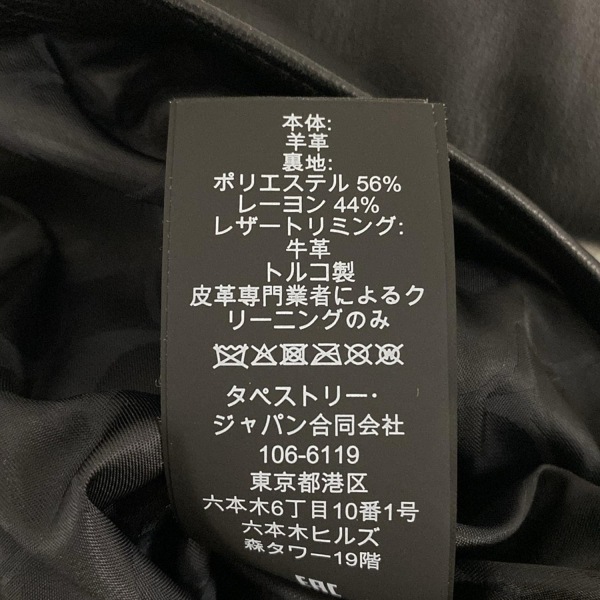 本体:
羊革
裏地:
ポリエステル 56%
レーヨン 44%
レザートリミング:
牛革
トルコ製
皮革専門業者によるク
リーニングのみ
タペストリー・
ジャパン合同会社
106-6119
東京都港区
六本木6丁目10番1号
六本木ヒルズ
森タワー19階
EAC